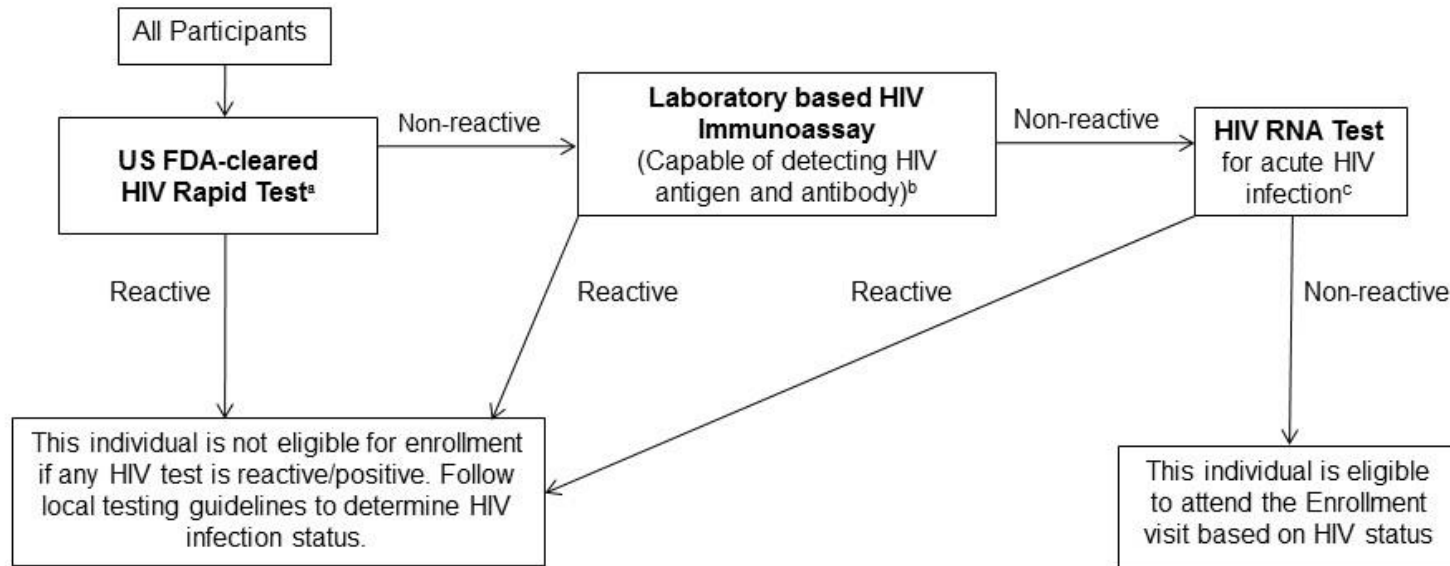 All Participants
US FDA-cleared
HIV Rapid Testᵃ
Non-reactive
Laboratory based HIV
Immunoassay
(Capable of detecting HIV
antigen and antibody)ᵇ
Non-reactive
HIV RNA Test
for acute HIV
infectionᶜ
Reactive
Reactive
Reactive
Non-reactive
This individual is not eligible for enrollment
if any HIV test is reactive/positive. Follow
local testing guidelines to determine HIV
infection status.
This individual is eligible
to attend the Enrollment
visit based on HIV status